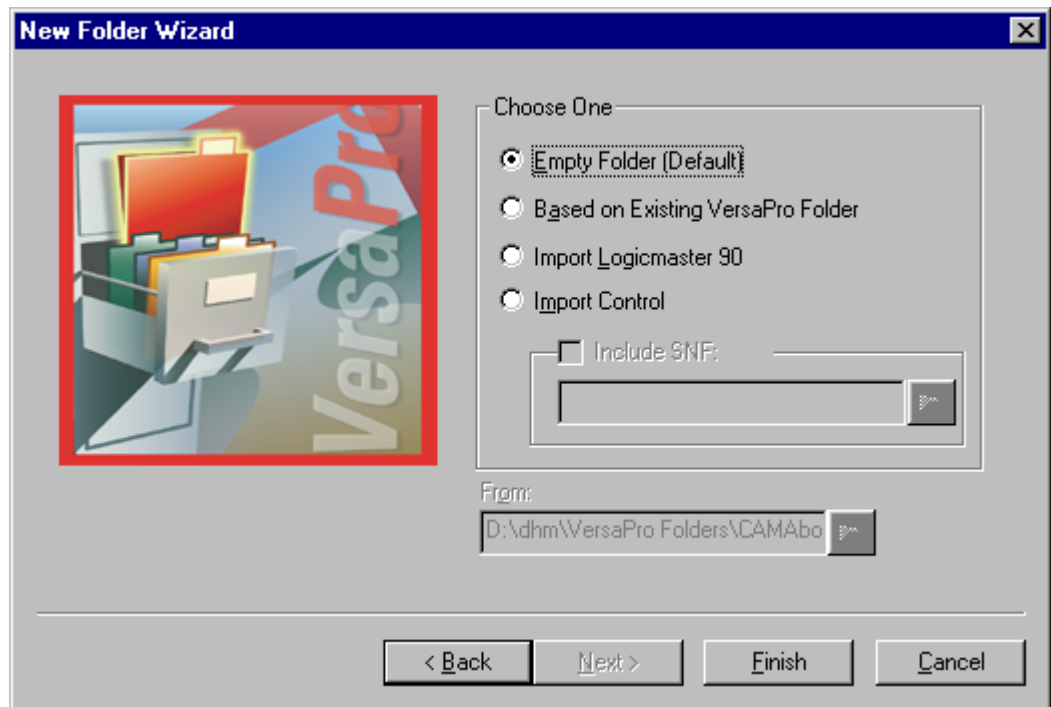 New Folder Wizard
VersaPro
Choose One
Empty Folder (Default)
Based on Existing VersaPro Folder
Import Logicmaster 90
Import Control
Include SNF:
From:
D:\dhm\VersaPro Folders\CAMAbo
< Back Next > Finish Cancel